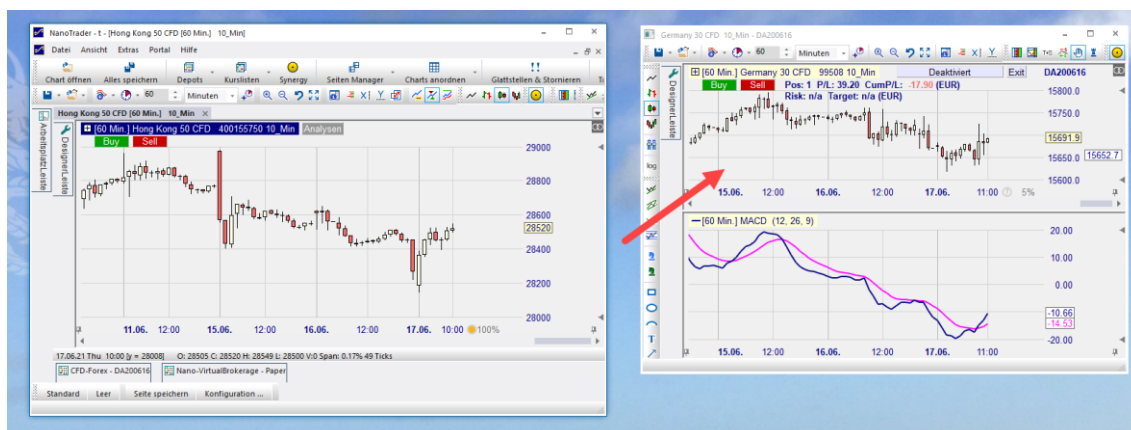 NanoTrader - t - [Hong Kong 50 CFD [60 Min.] 10_Min]
Datei Ansicht Extras Portal Hilfe
Chart öffnen Alles speichern Depots Kurslisten Synergy Seiten Manager Charts anordnen Glattstellen & Stornieren
60 Minuten
Hong Kong 50 CFD [60 Min.] 10_Min
ArbeitsplatzLeiste
DesignerLeiste
[60 Min.] Hong Kong 50 CFD 400155750 10_Min Analysen
Buy Sell
29000
28800
28600
28520
28400
28200
28000
11.06. 12:00 15.06. 12:00 16.06. 12:00 17.06. 10:00 100%
17.06.21 Thu 10:00 [y = 28008] O: 28505 C: 28520 H: 28549 L: 28500 V:0 Span: 0.17% 49 Ticks
CFD-Forex - DA200616 Nano-VirtualBrokerage - Paper
Standard Leer Seite speichern Konfiguration ...
Germany 30 CFD 10_Min - DA200616
60 Minuten
DesignerLeiste
log
T
[60 Min.] Germany 30 CFD 99508 10_Min Deaktiviert Exit DA200616
Buy Sell Pos: 1 P/L: 39.20 CumP/L: -17.90 (EUR)
Risk: n/a Target: n/a (EUR)
15800.0
15750.0
15691.9
15650.0 15652.7
15600.0
15.06. 12:00 16.06. 12:00 17.06. 11:00 5%
[60 Min.] MACD (12, 26, 9)
20.00
10.00
0.00
-10.66
-14.53
-20.00
15.06. 12:00 16.06. 12:00 17.06. 11:00